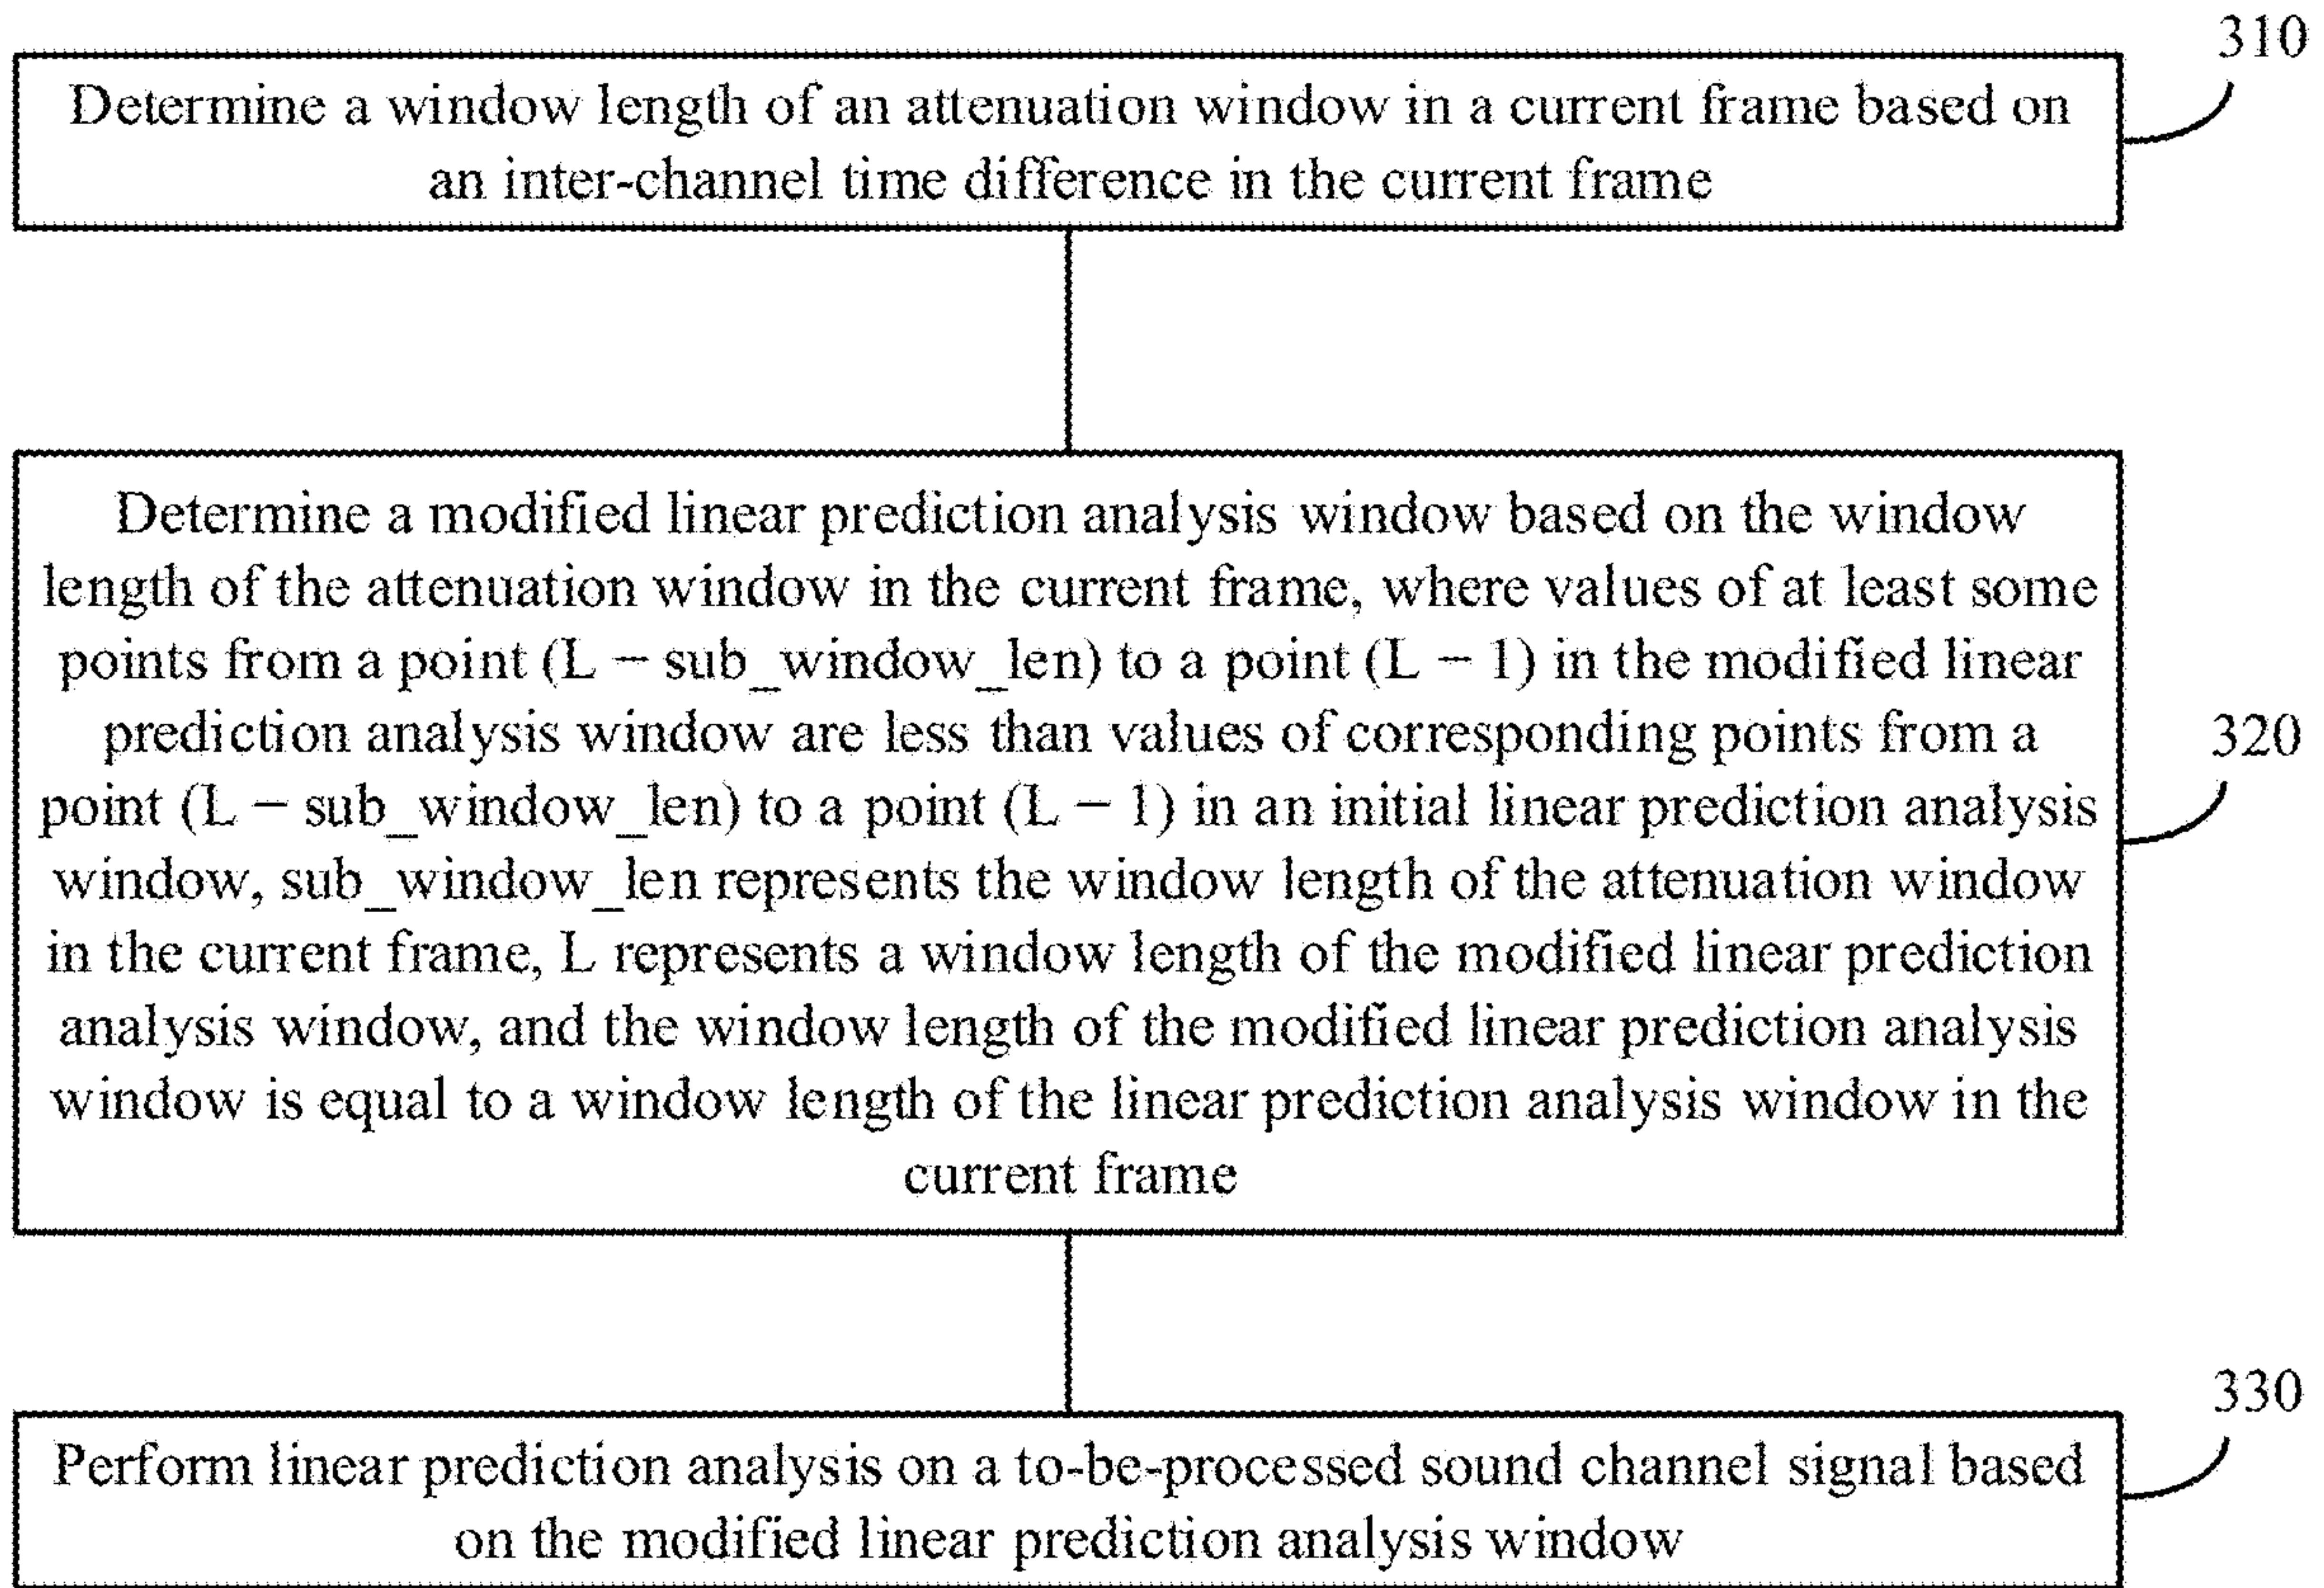 310
Determine a window length of an attenuation window in a current frame based on
an inter-channel time difference in the current frame
Determine a modified linear prediction analysis window based on the window
length of the attenuation window in the current frame, where values of at least some
points from a point (L − sub_window_len) to a point (L − 1) in the modified linear
prediction analysis window are less than values of corresponding points from a
point (L − sub_window_len) to a point (L − 1) in an initial linear prediction analysis
window, sub_window_len represents the window length of the attenuation window
in the current frame, L represents a window length of the modified linear prediction
analysis window, and the window length of the modified linear prediction analysis
window is equal to a window length of the linear prediction analysis window in the
current frame
320
330
Perform linear prediction analysis on a to-be-processed sound channel signal based
on the modified linear prediction analysis window